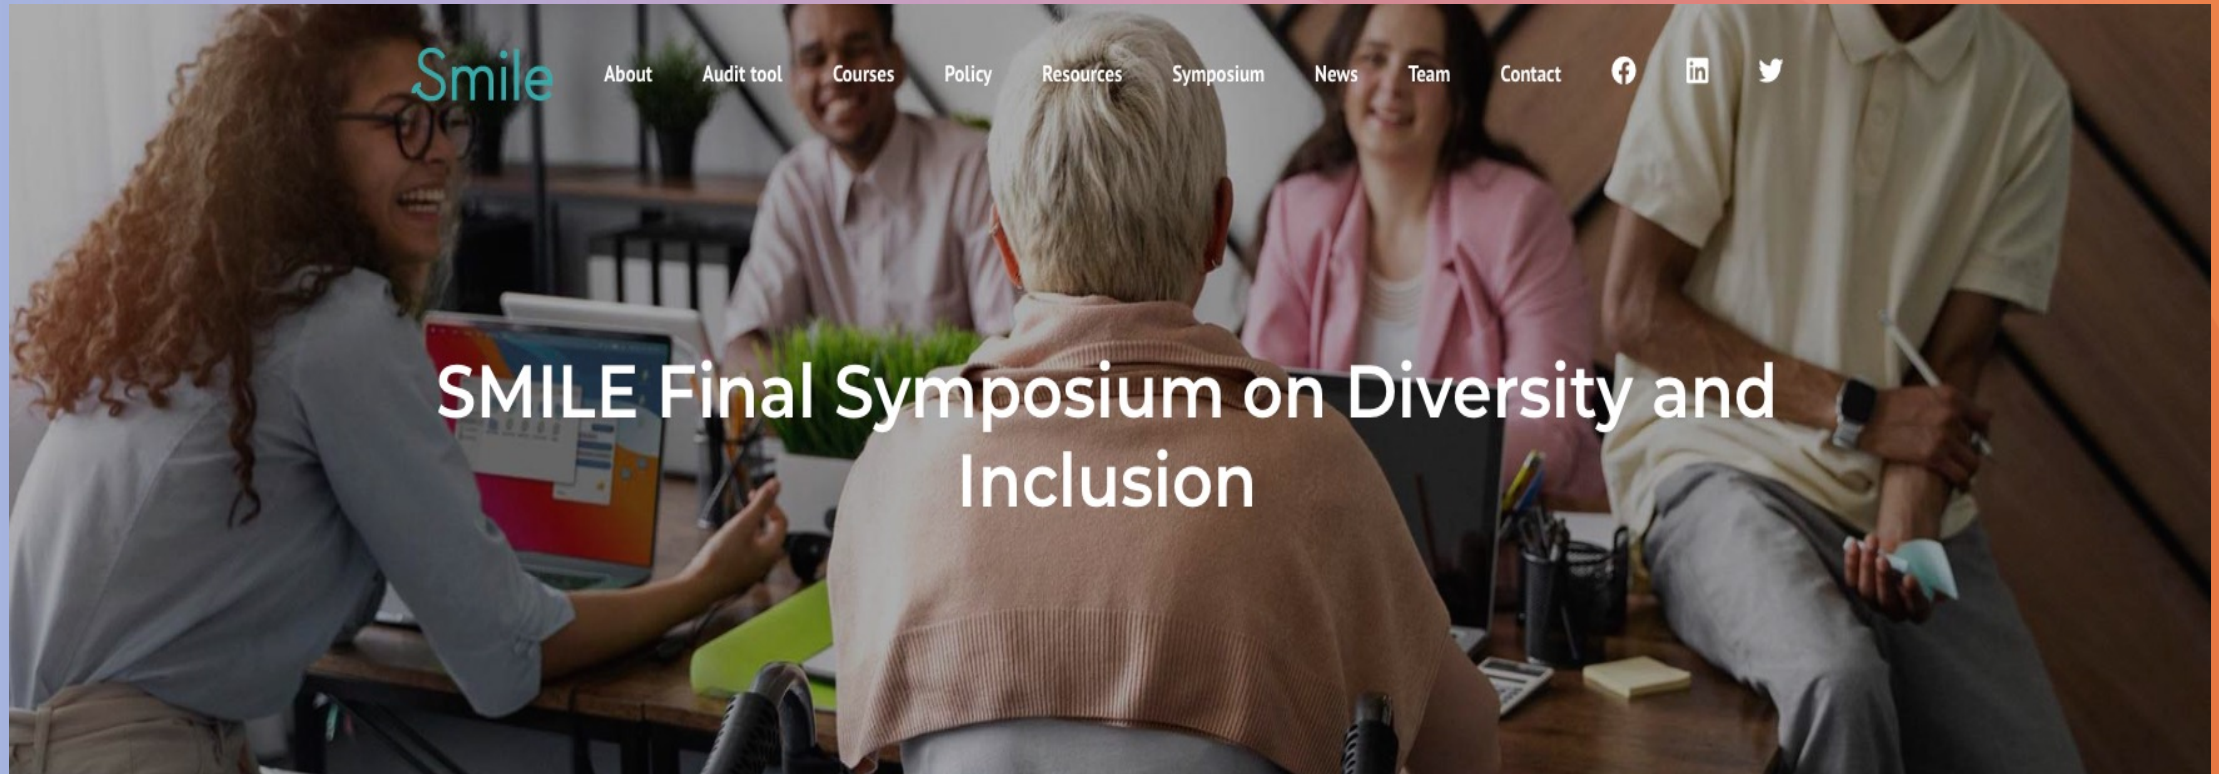 Smile About Audit tool Courses Policy Resources Symposium News Team Contact
SMILE Final Symposium on Diversity and
Inclusion